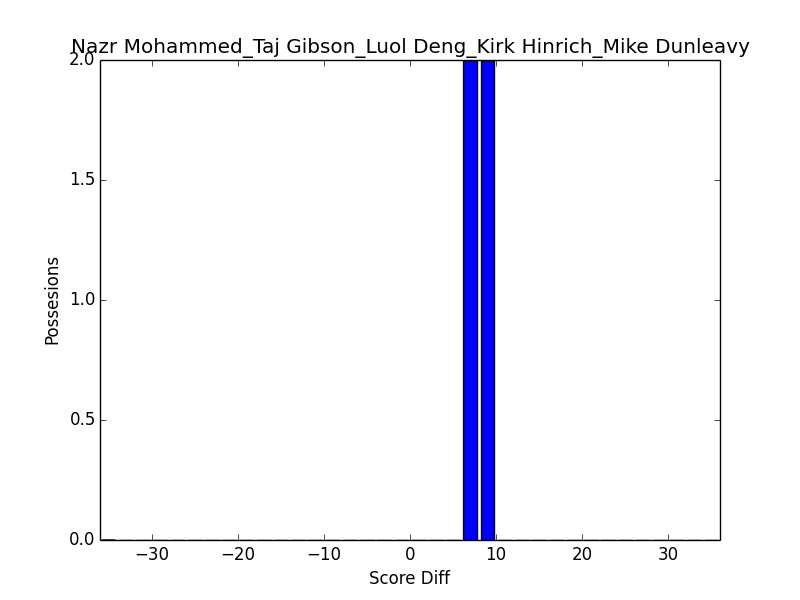 Nazr Mohammed_Taj Gibson_Luol Deng_Kirk Hinrich_Mike Dunleavy
2.0
1.5
1.0
0.5
0.0
Possesions
−30 −20 −10 0 10 20 30
Score Diff